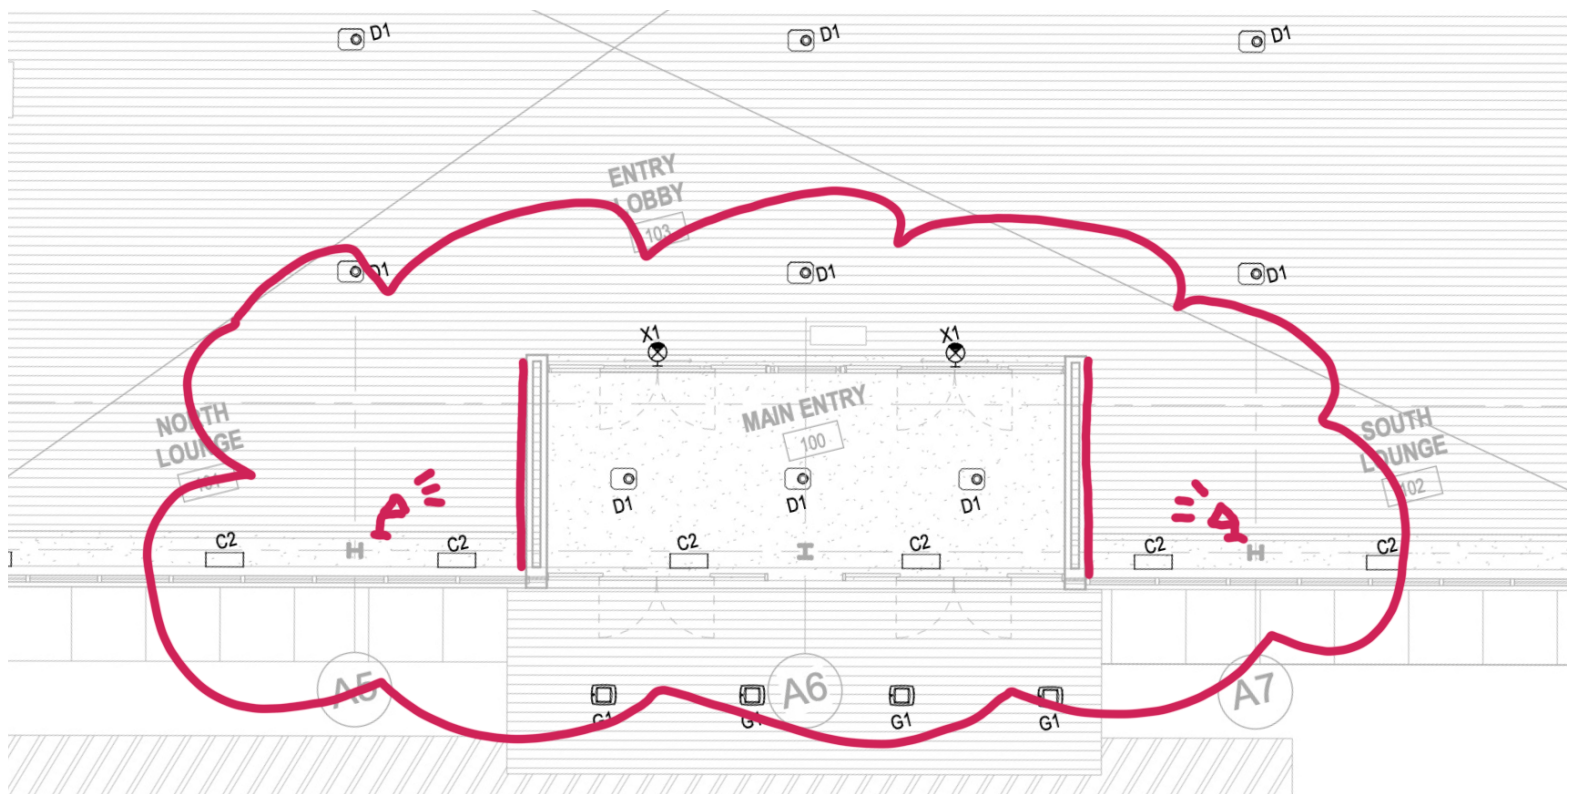 D1
D1
D1
ENTRY
LOBBY
103
D1
D1
D1
X1
X1
MAIN ENTRY
100
NORTH
LOUNGE
SOUTH
LOUNGE
102
D1
D1
D1
C2
C2
C2
C2
C2
C2
H
I
H
A5
A6
A7
G1
G1
G1
G1